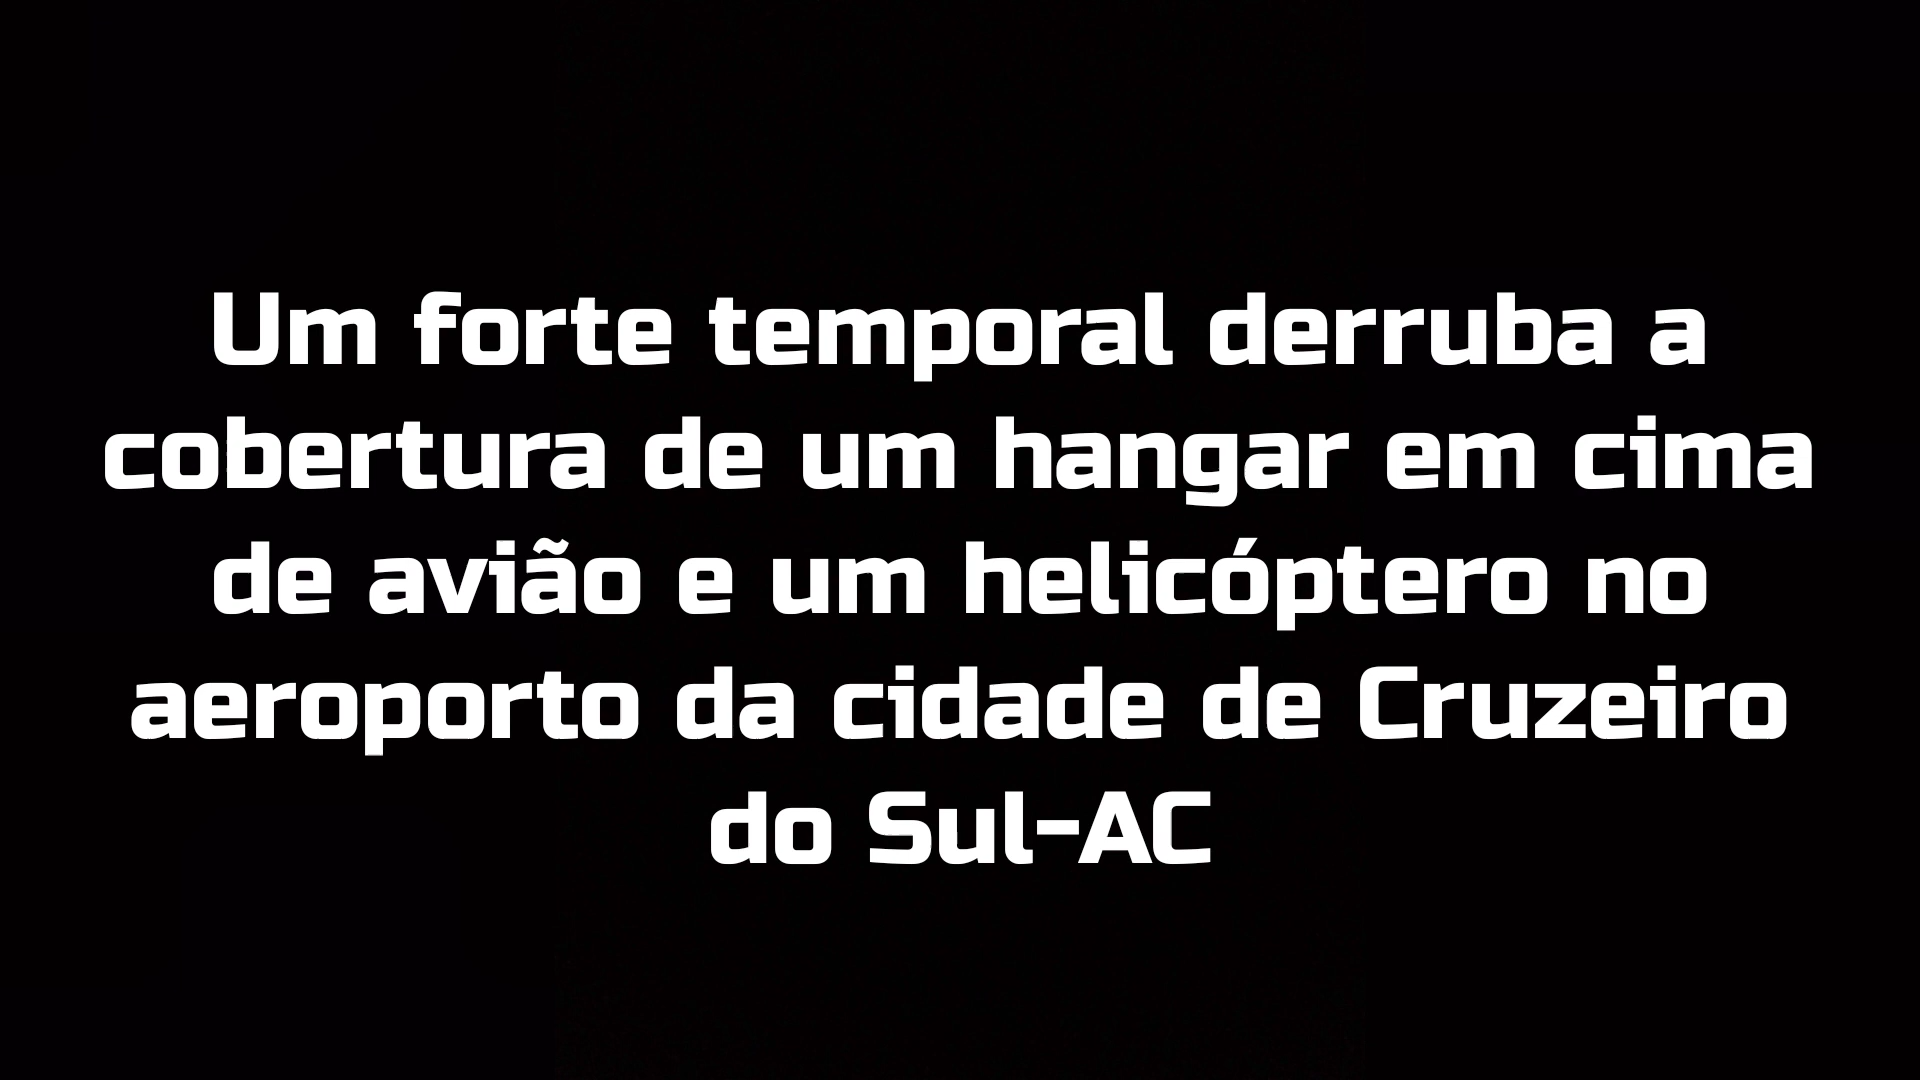 Um forte temporal derruba a
cobertura de um hangar em cima
de avião e um helicóptero no
aeroporto da cidade de Cruzeiro
do Sul-AC